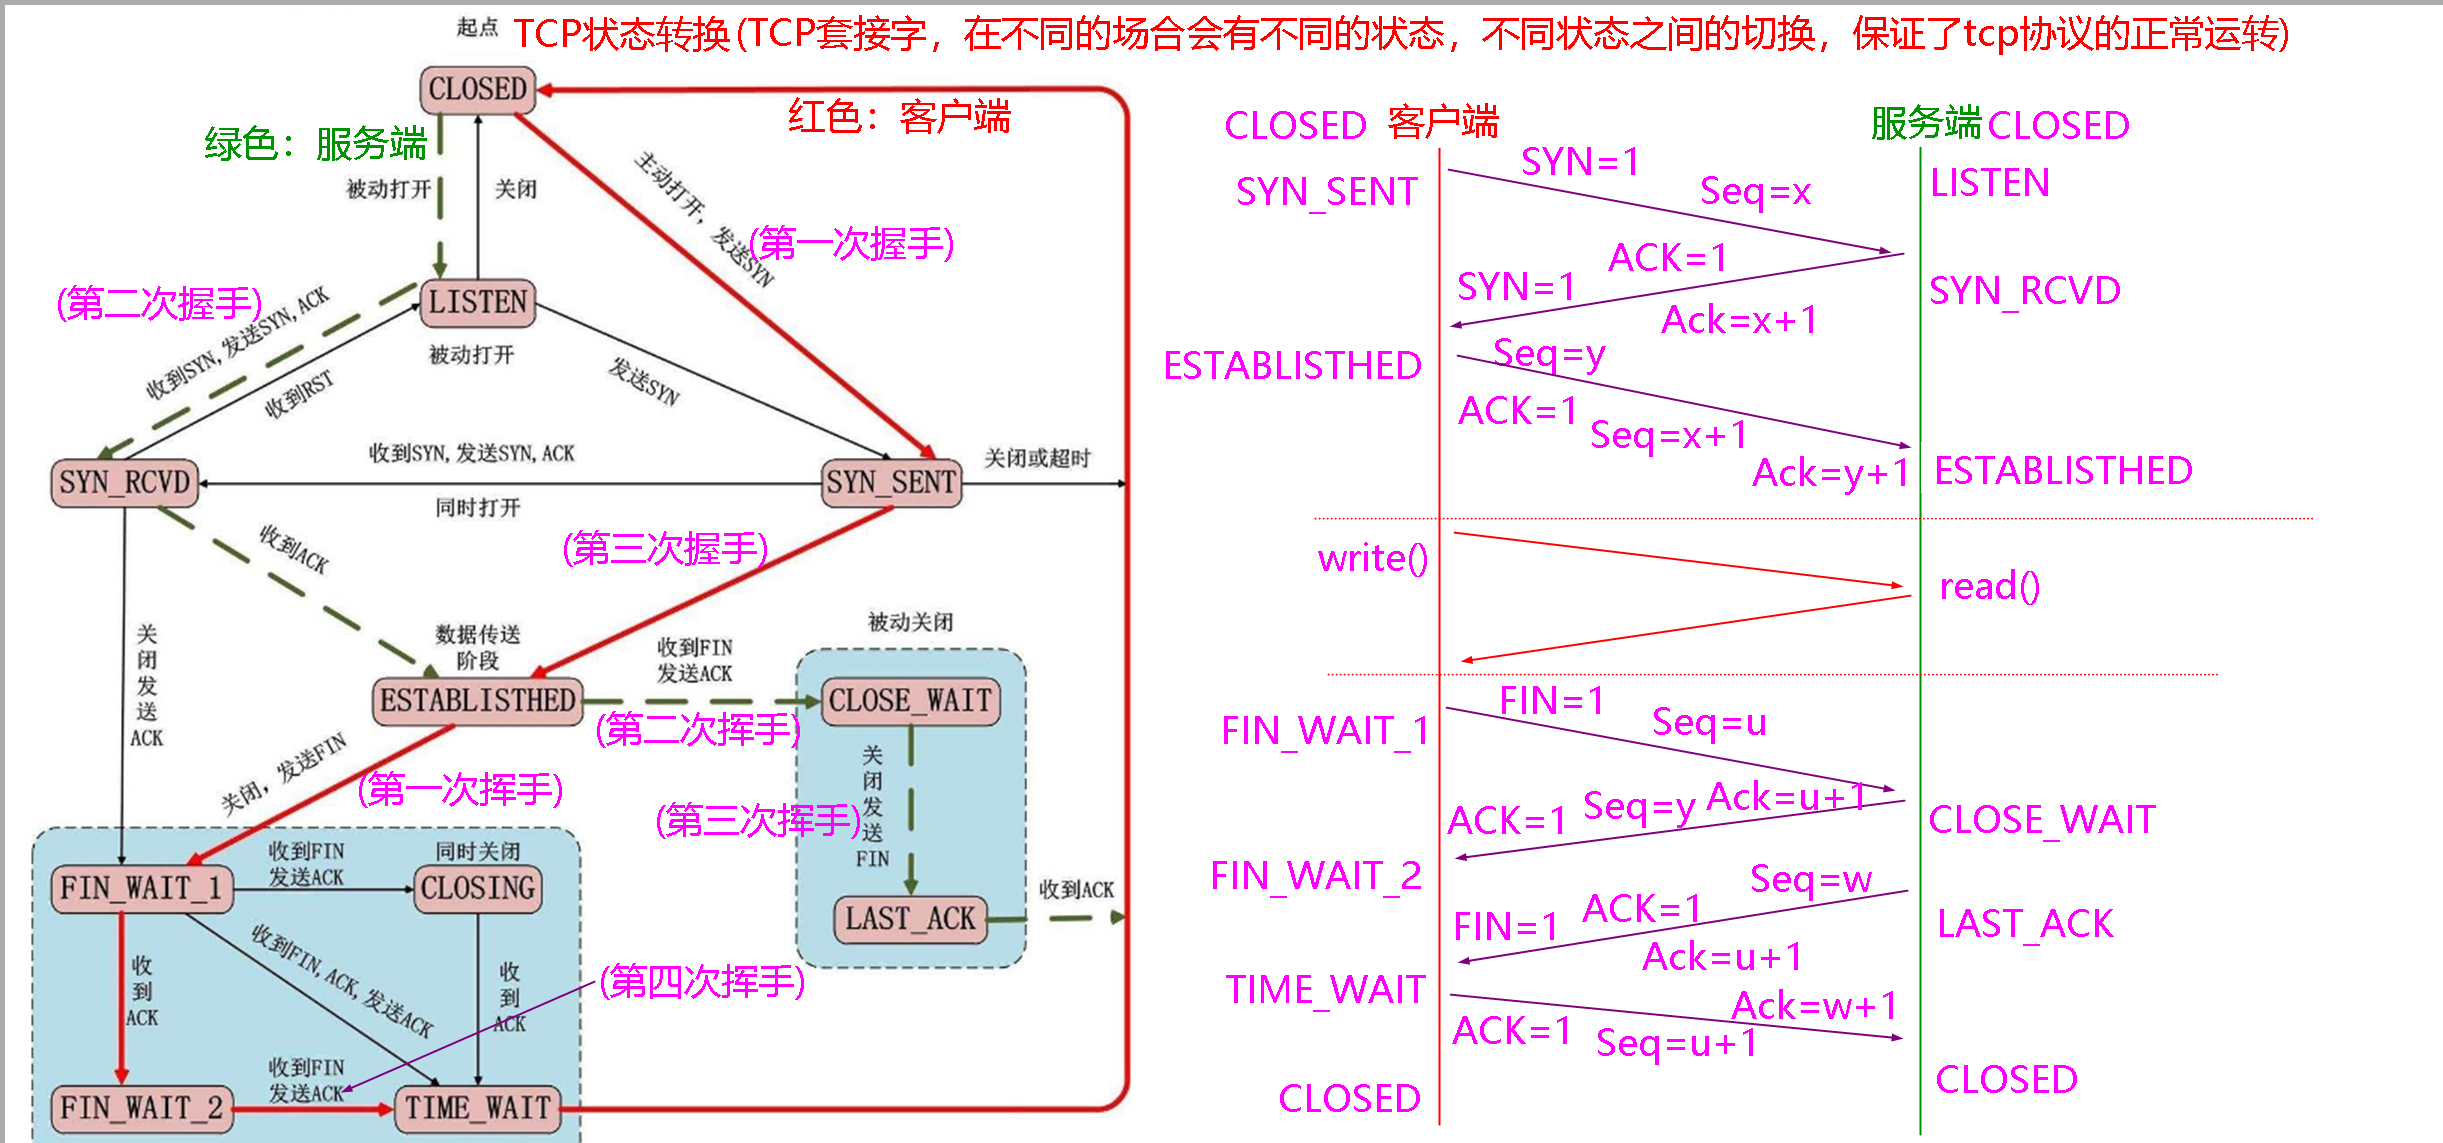 起点
TCP状态转换(TCP套接字，在不同的场合会有不同的状态，不同状态之间的切换，保证了tcp协议的正常运转)
CLOSED
红色：客户端
绿色：服务端
被动打开
关闭
主动打开，发送SYN
(第一次握手)
(第二次握手)
LISTEN
被动打开
收到SYN,发送SYN,ACK
收到RST
发送SYN
SYN_RCVD
收到SYN,发送SYN,ACK
同时打开
SYN_SENT
关闭或超时
收到ACK
(第三次握手)
关闭发送ACK
数据传送
阶段
ESTABLISTHED
收到FIN
发送ACK
(第二次挥手)
被动关闭
CLOSE_WAIT
关闭发送FIN
(第三次挥手)
LAST_ACK
收到ACK
关闭，发送FIN
(第一次挥手)
FIN_WAIT_1
收到FIN
发送ACK
同时关闭
CLOSING
收到ACK
收到FIN,ACK,发送ACK
收到ACK
(第四次挥手)
FIN_WAIT_2
收到FIN
发送ACK
TIME_WAIT
CLOSED 客户端
服务端 CLOSED
SYN=1
Seq=x
SYN_SENT
LISTEN
ACK=1
SYN=1
Ack=x+1
SYN_RCVD
Seq=y
ESTABLISTHED
ACK=1
Seq=x+1
Ack=y+1
ESTABLISTHED
write()
read()
FIN=1
Seq=u
FIN_WAIT_1
ACK=1
Seq=y
Ack=u+1
CLOSE_WAIT
FIN_WAIT_2
Seq=w
ACK=1
FIN=1
Ack=u+1
LAST_ACK
TIME_WAIT
Ack=w+1
ACK=1
Seq=u+1
CLOSED
CLOSED